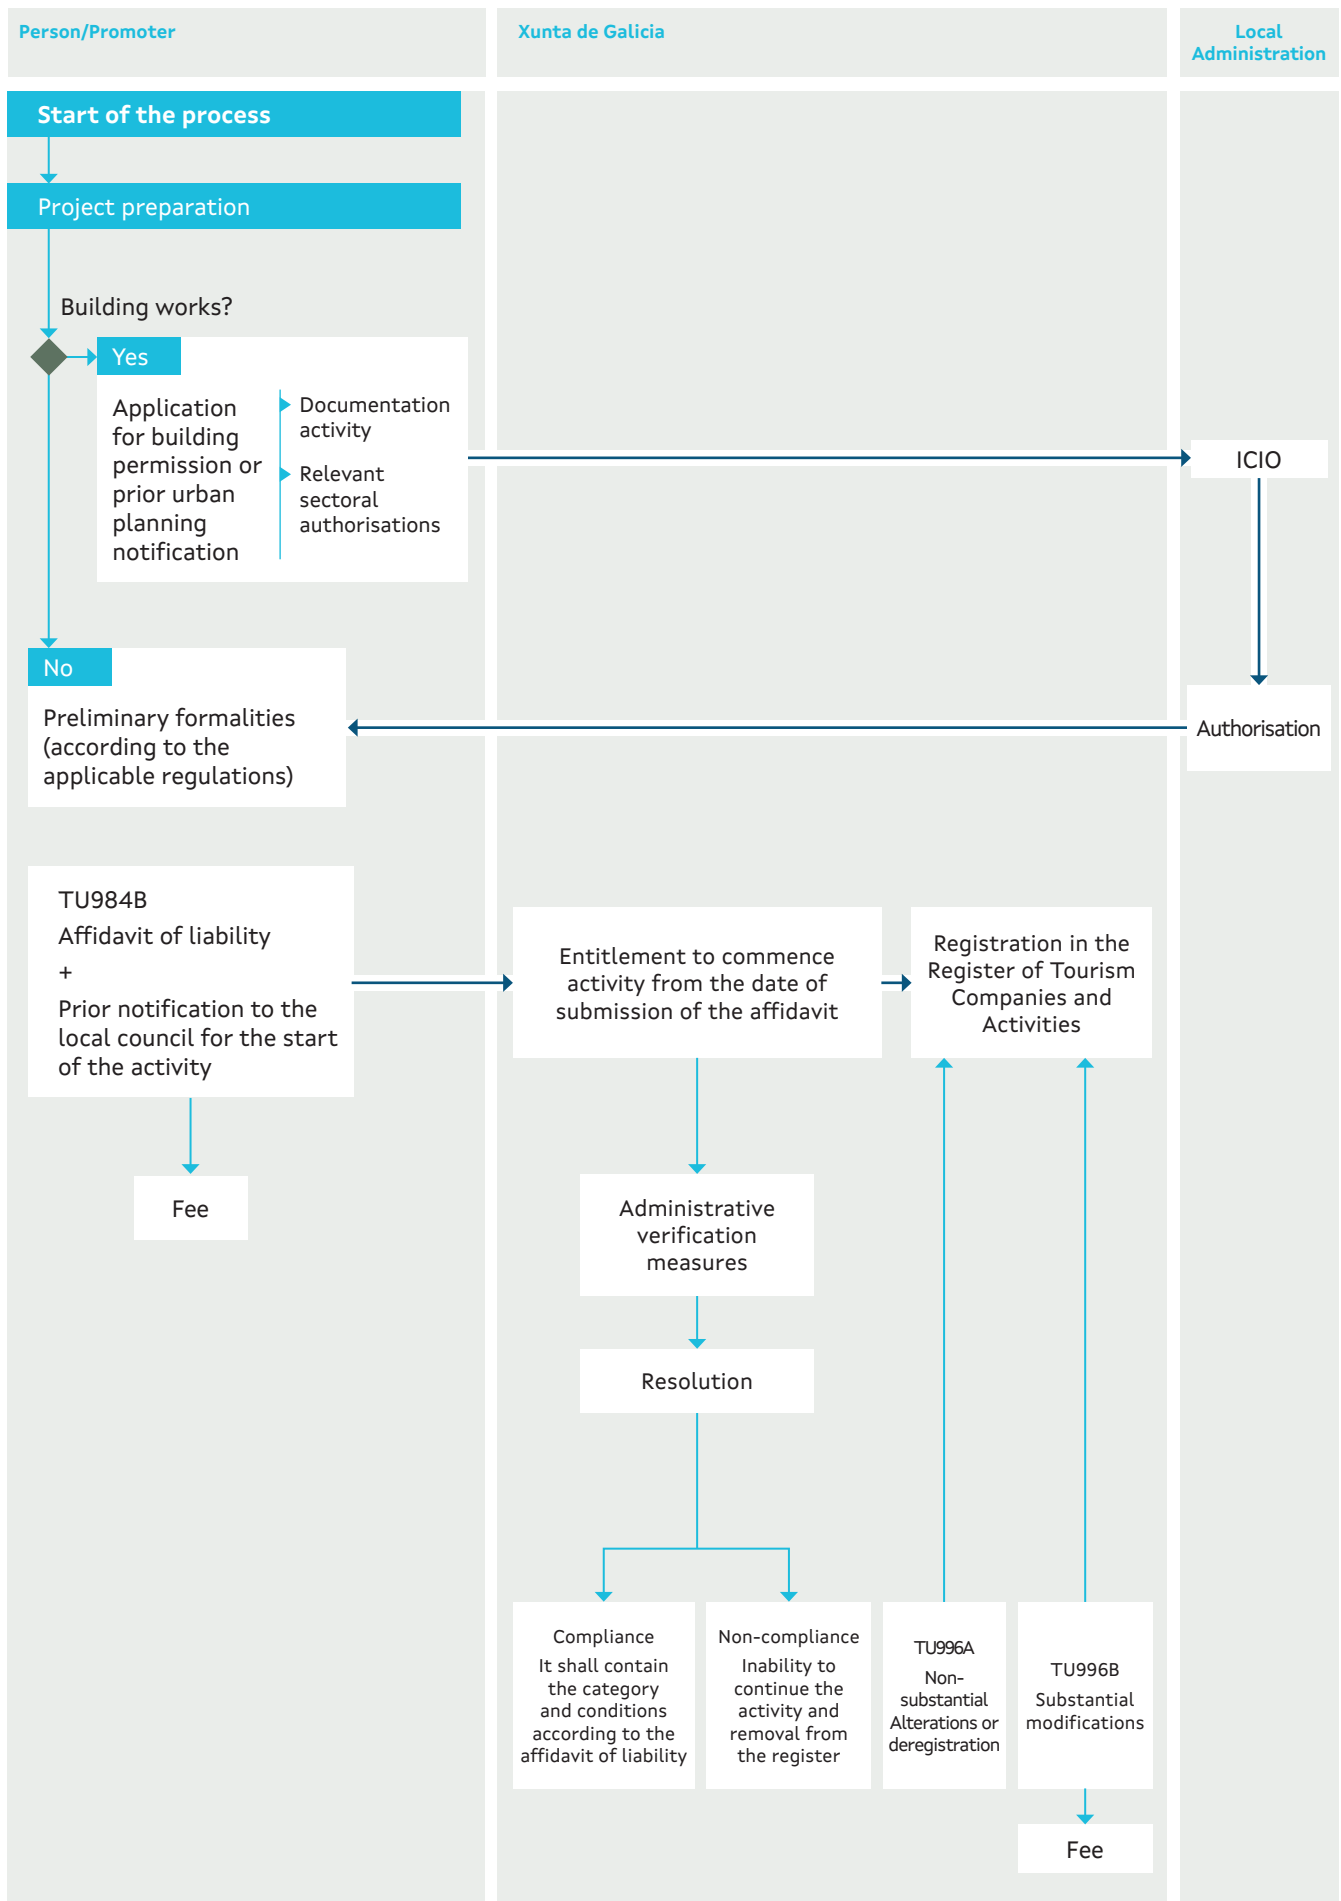 Person/Promoter
Xunta de Galicia
Local
Administration
Start of the process
Project preparation
Building works?
Yes
Application
for building
permission or
prior urban
planning
notification
Documentation
activity
Relevant
sectoral
authorisations
ICIO
No
Preliminary formalities
(according to the
applicable regulations)
Authorisation
TU984B
Affidavit of liability
+
Prior notification to the
local council for the start
of the activity
Entitlement to commence
activity from the date of
submission of the affidavit
Registration in the
Register of Tourism
Companies and
Activities
Fee
Administrative
verification
measures
Resolution
Compliance
It shall contain
the category
and conditions
according to the
affidavit of liability
Non-compliance
Inability to
continue the
activity and
removal from
the register
TU996A
Non-
substantial
Alterations or
deregistration
TU996B
Substantial
modifications
Fee